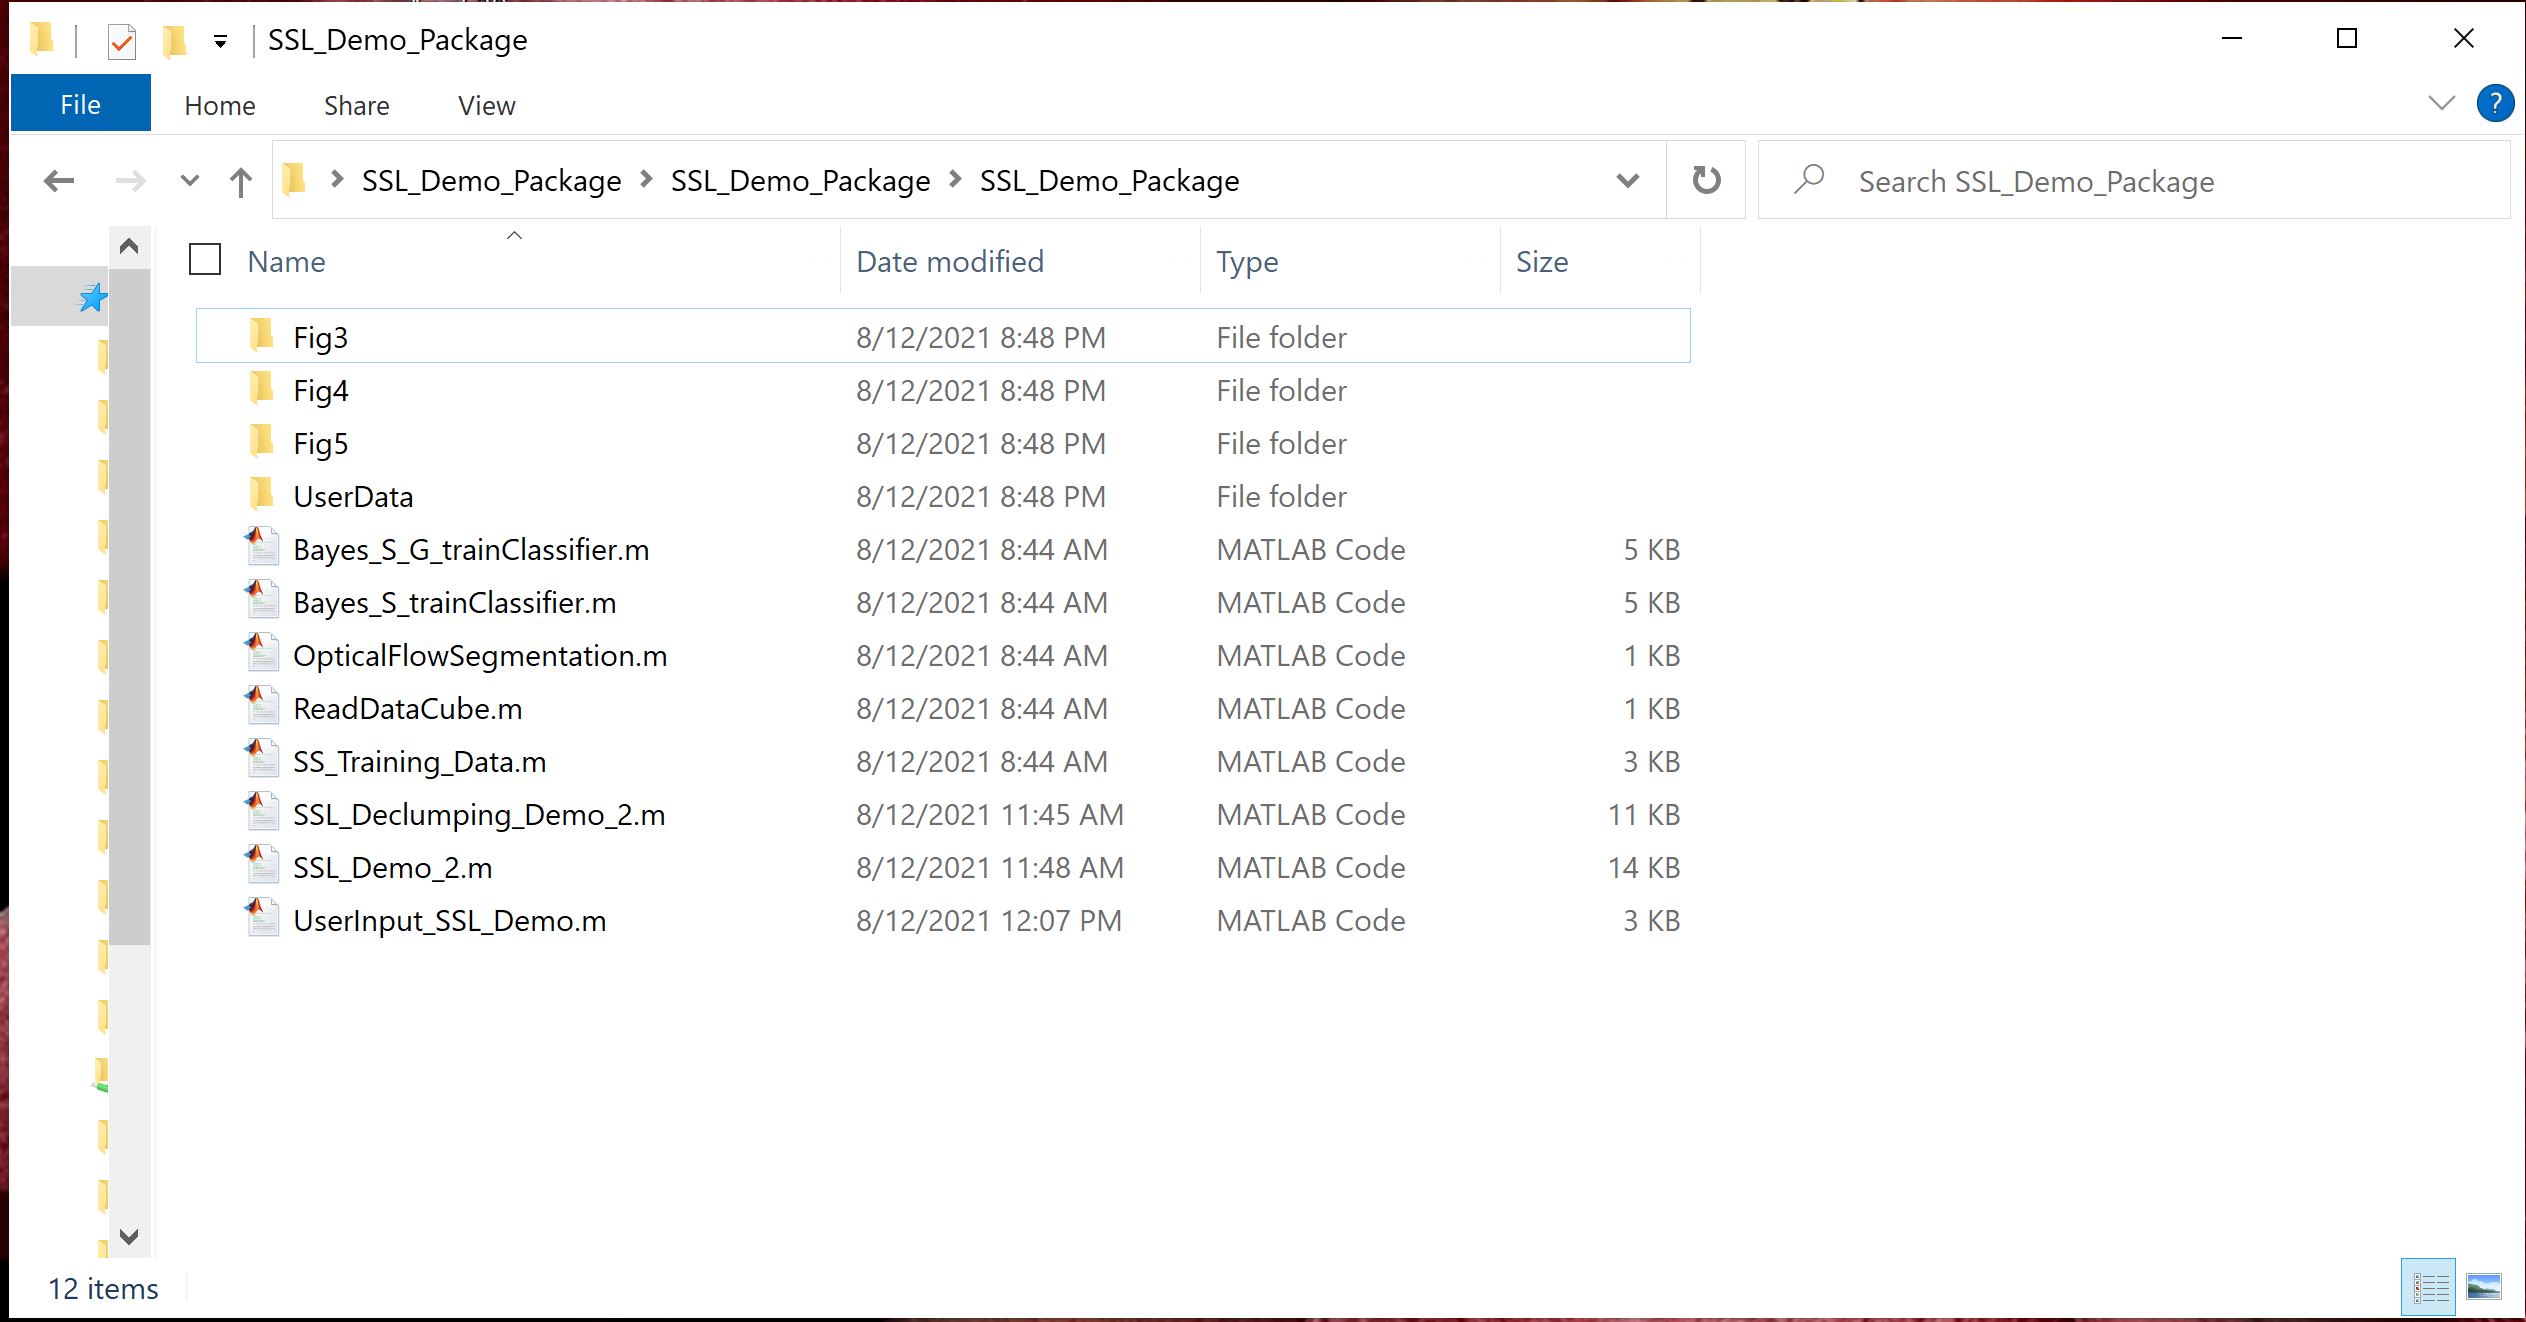 SSL_Demo_Package
File Home Share View
SSL_Demo_Package SSL_Demo_Package SSL_Demo_Package Search SSL_Demo_Package
Name Date modified Type Size
Fig3 8/12/2021 8:48 PM File folder
Fig4 8/12/2021 8:48 PM File folder
Fig5 8/12/2021 8:48 PM File folder
UserData 8/12/2021 8:48 PM File folder
Bayes_S_G_trainClassifier.m 8/12/2021 8:44 AM MATLAB Code 5 KB
Bayes_S_trainClassifier.m 8/12/2021 8:44 AM MATLAB Code 5 KB
OpticalFlowSegmentation.m 8/12/2021 8:44 AM MATLAB Code 1 KB
ReadDataCube.m 8/12/2021 8:44 AM MATLAB Code 1 KB
SS_Training_Data.m 8/12/2021 8:44 AM MATLAB Code 3 KB
SSL_Declumping_Demo_2.m 8/12/2021 11:45 AM MATLAB Code 11 KB
SSL_Demo_2.m 8/12/2021 11:48 AM MATLAB Code 14 KB
UserInput_SSL_Demo.m 8/12/2021 12:07 PM MATLAB Code 3 KB
12 items